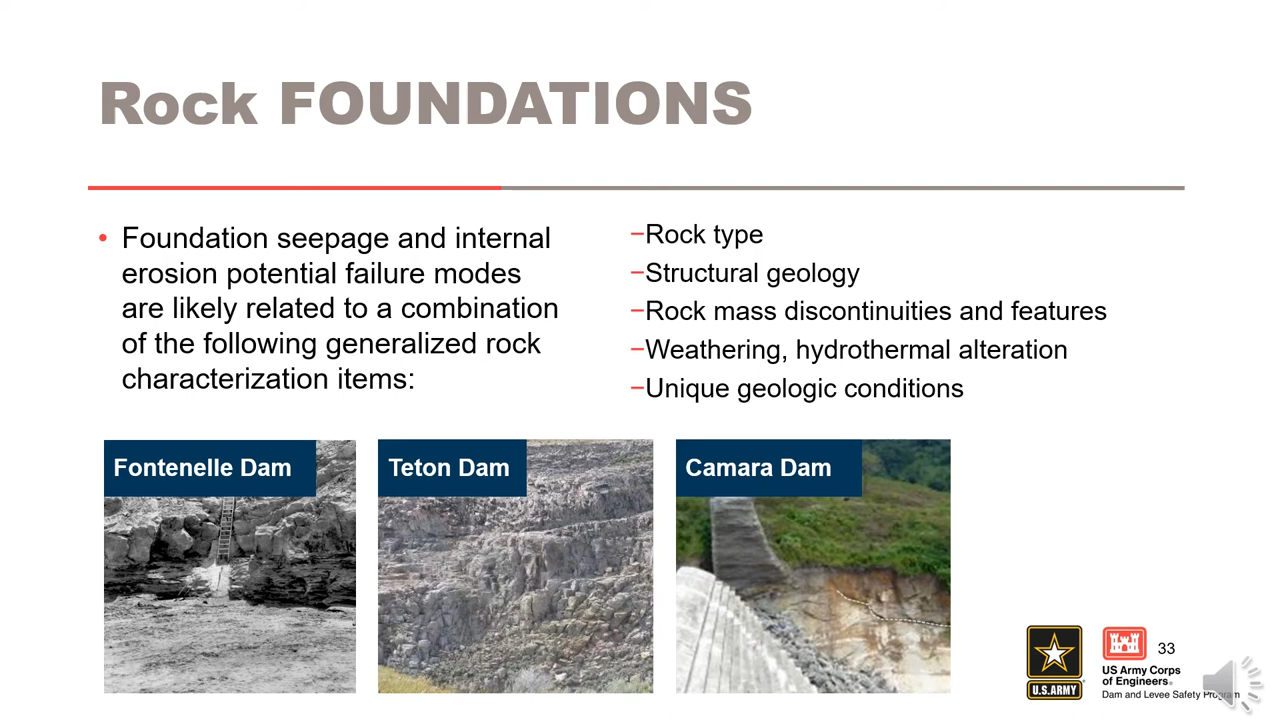 Rock FOUNDATIONS
• Foundation seepage and internal
erosion potential failure modes
are likely related to a combination
of the following generalized rock
characterization items:
–Rock type
–Structural geology
–Rock mass discontinuities and features
–Weathering, hydrothermal alteration
–Unique geologic conditions
Fontenelle Dam
Teton Dam
Camara Dam
U.S.ARMY
33
US Army Corps
of Engineers®
Dam and Levee Safety Program